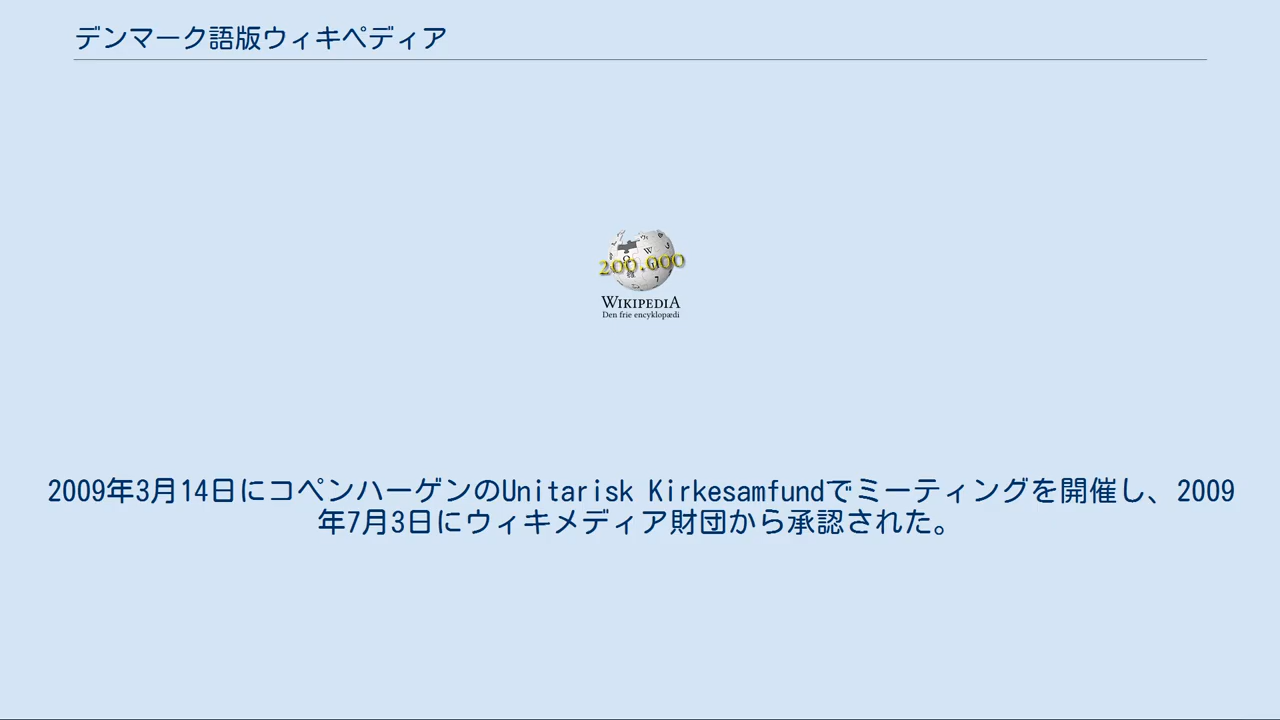 デンマーク語版ウィキペディア
200.000
WIKIPEDIA
Den frie encyklopædi
2009年3月14日にコペンハーゲンのUnitarisk Kirkesamfundでミーティングを開催し、2009
年7月3日にウィキメディア財団から承認された。